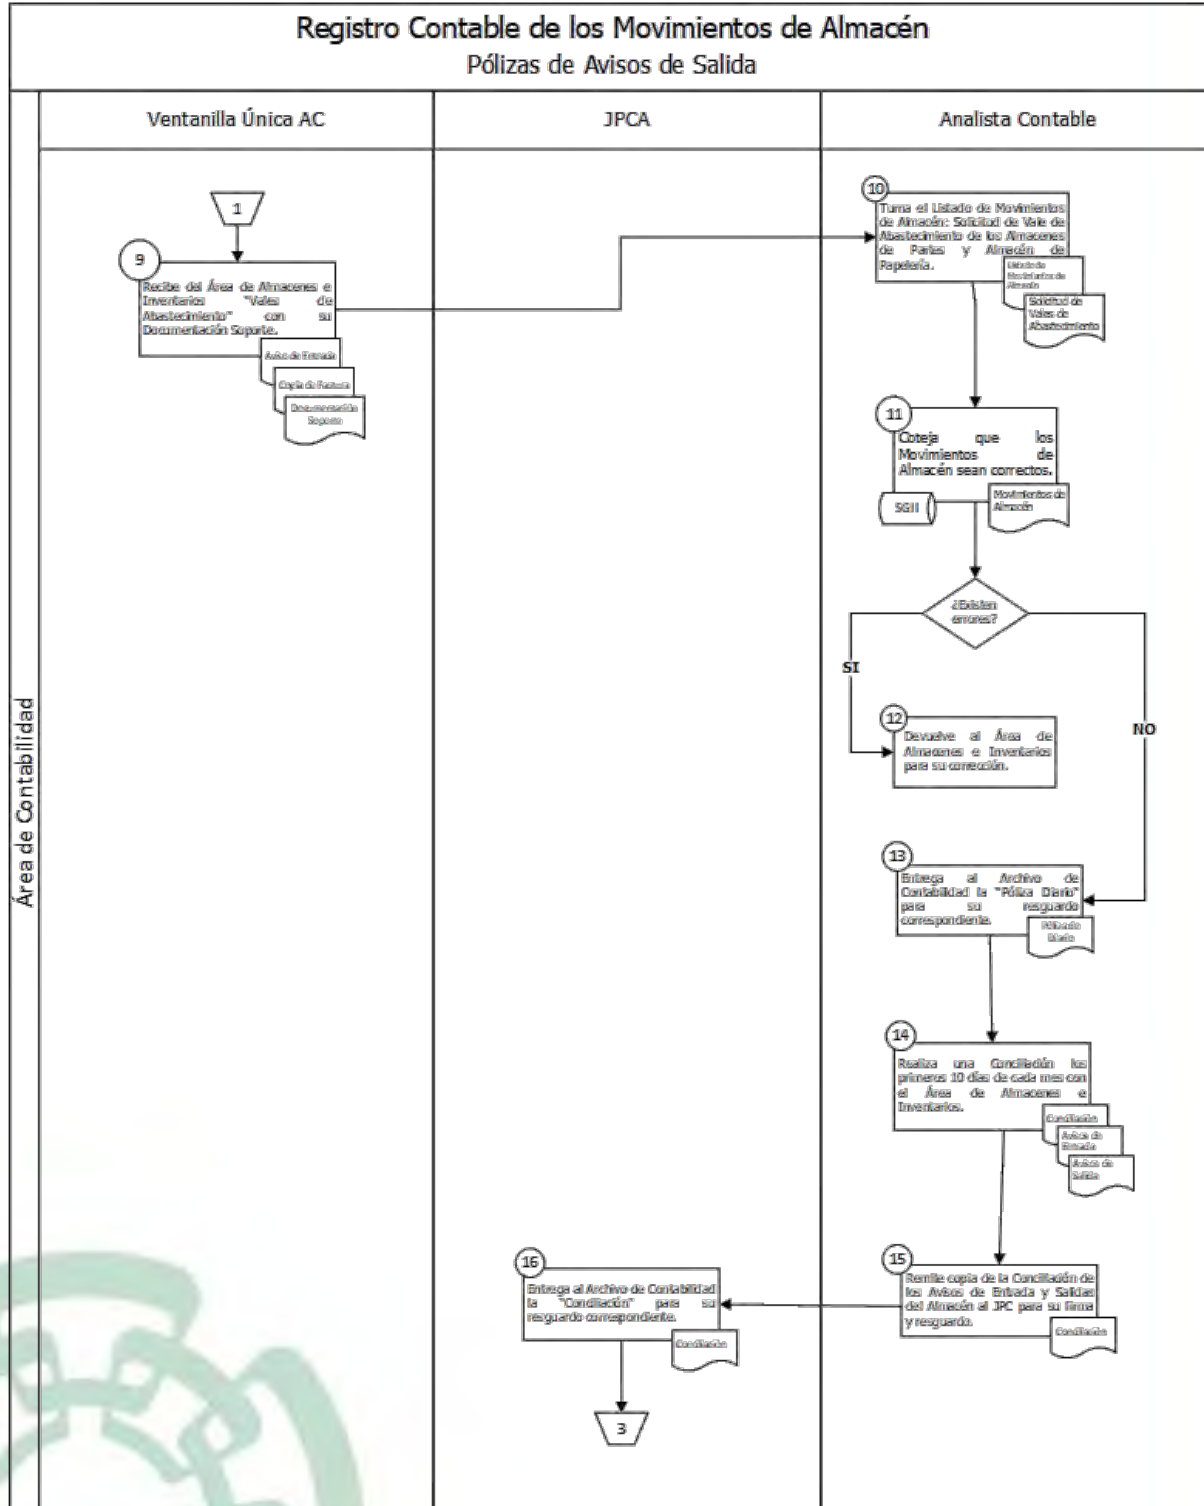 Registro Contable de los Movimientos de Almacén
Pólizas de Avisos de Salida
Ventanilla Única AC
JPCA
Analista Contable
Área de Contabilidad
1
9
Recibe del Área de Almacenes e
Inventarios "Vales de
Abastecimiento" con su
Documentación Soporte.
Aviso de Entrada
Copia de Factura
Documentación
Soporte
10
Turna el Listado de Movimientos
de Almacén: Solicitud de Vale de
Abastecimiento de los Almacenes
de Partes y Almacén de
Papelería.
Listado de
Movimientos de
Almacén
Solicitud de
Vales de
Abastecimiento
11
Coteja que los
Movimientos de
Almacén sean correctos.
SGII
Movimientos de
Almacén
¿Existen
errores?
SI
NO
12
Devuelve al Área de
Almacenes e Inventarios
para su corrección.
13
Entrega al Archivo de
Contabilidad la "Póliza Diario"
para su resguardo
correspondiente.
Póliza de
Diario
14
Realiza una Conciliación los
primeros 10 días de cada mes con
el Área de Almacenes e
Inventarios.
Conciliación
Avisos de
Entrada
Avisos de
Salida
15
Remite copia de la Conciliación de
los Avisos de Entrada y Salidas
del Almacén al JPC para su firma
y resguardo.
Conciliación
16
Entrega al Archivo de Contabilidad
la "Conciliación" para su
resguardo correspondiente.
Conciliación
3